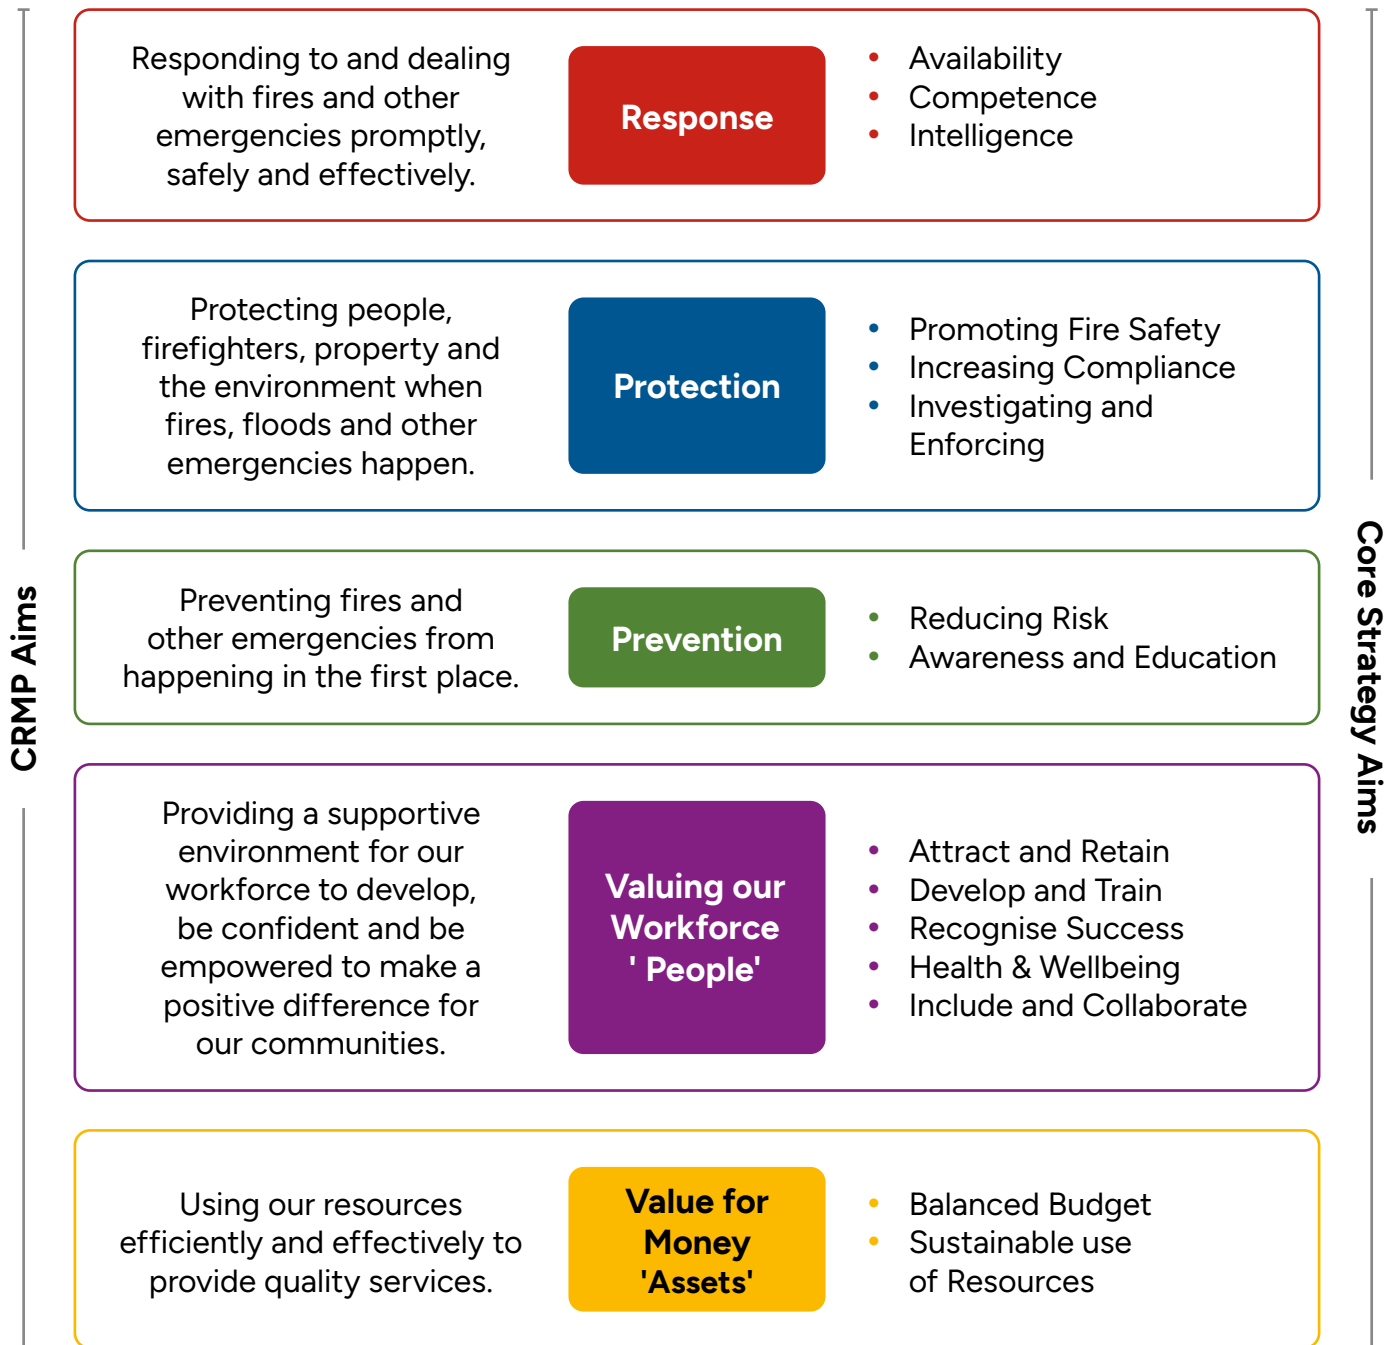 CRMP Aims
Responding to and dealing
with fires and other
emergencies promptly,
safely and effectively.
Response
• Availability
• Competence
• Intelligence
Protecting people,
firefighters, property and
the environment when
fires, floods and other
emergencies happen.
Protection
• Promoting Fire Safety
• Increasing Compliance
• Investigating and
Enforcing
Preventing fires and
other emergencies from
happening in the first place.
Prevention
• Reducing Risk
• Awareness and Education
Providing a supportive
environment for our
workforce to develop,
be confident and be
empowered to make a
positive difference for
our communities.
Valuing our
Workforce
' People'
• Attract and Retain
• Develop and Train
• Recognise Success
• Health & Wellbeing
• Include and Collaborate
Using our resources
efficiently and effectively to
provide quality services.
Value for
Money
'Assets'
• Balanced Budget
• Sustainable use
of Resources
Core Strategy Aims